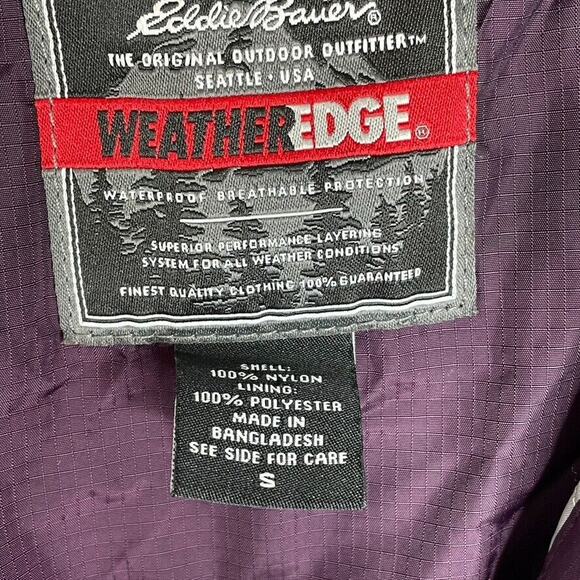 Eddie Bauer®
THE ORIGINAL OUTDOOR OUTFITTER™
SEATTLE • USA
WEATHEREDGE®
WATERPROOF BREATHABLE PROTECTION
SUPERIOR PERFORMANCE LAYERING
SYSTEM FOR ALL WEATHER CONDITIONS
FINEST QUALITY CLOTHING 100% GUARANTEED
SHELL:
100% NYLON
LINING:
100% POLYESTER
MADE IN
BANGLADESH
SEE SIDE FOR CARE
S